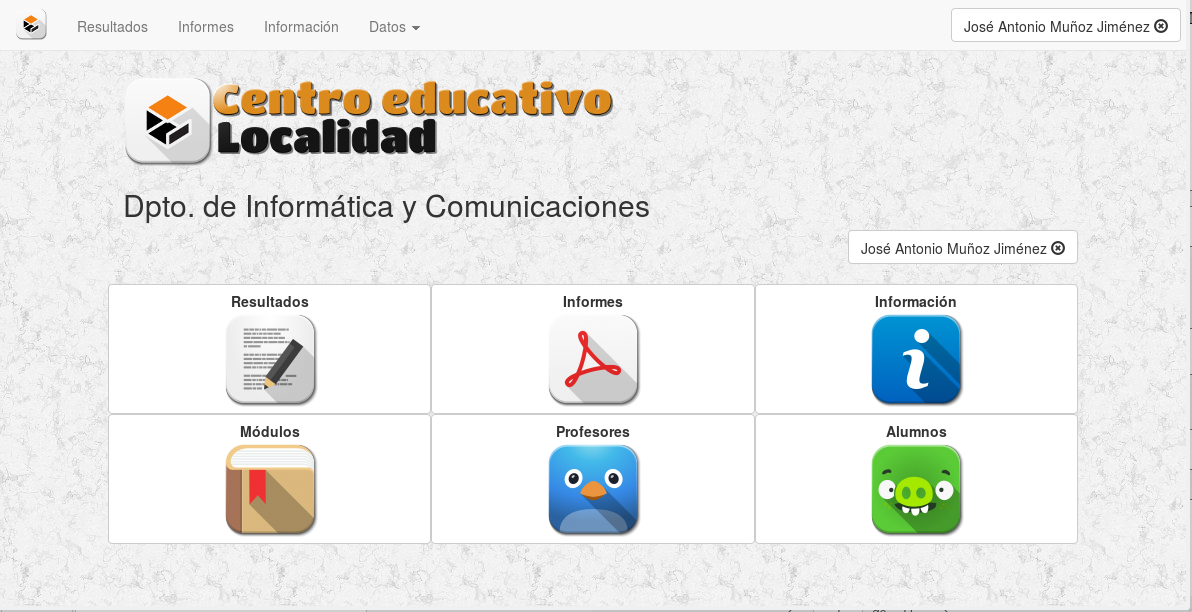 Resultados Informes Información Datos José Antonio Muñoz Jiménez
Centro educativo
Localidad
Dpto. de Informática y Comunicaciones
José Antonio Muñoz Jiménez
Resultados Informes Información
Módulos Profesores Alumnos